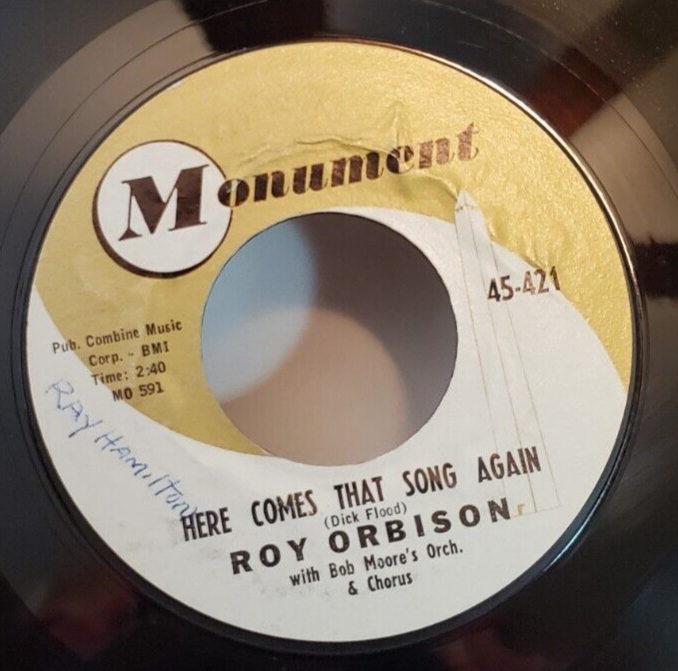 Monument
45-421
Pub. Combine Music
Corp. - BMI
Time: 2:40
MO 591
RAY HAMILTON
HERE COMES THAT SONG AGAIN
(Dick Flood)
ROY ORBISON
with Bob Moore's Orch.
& Chorus